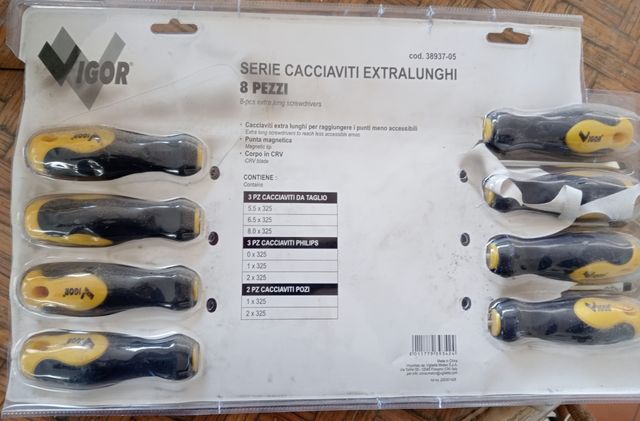 VIGOR
cod. 38937-05
SERIE CACCIAVITI EXTRALUNGHI
8 PEZZI
8-pcs extra long screwdrivers
• Cacciaviti extra lunghi per raggiungere i punti meno accessibili
Extra long screwdrivers to reach less accessible areas
• Punta magnetica
Magnetic tip
• Corpo in CRV
CRV blade
CONTIENE :
Contains
3 PZ CACCIAVITI DA TAGLIO
5.5 x 325
6.5 x 325
8.0 x 325
3 PZ CACCIAVITI PHILIPS
0 x 325
1 x 325
2 x 325
2 PZ CACCIAVITI POZI
1 x 325
2 x 325
VIGOR
VIGOR
VIGOR
VIGOR
VIGOR
8 011779 393424
Made in China